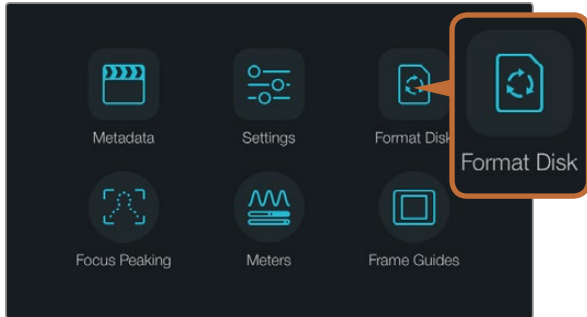 Metadata
Settings
Format Disk
Format Disk
Focus Peaking
Meters
Frame Guides